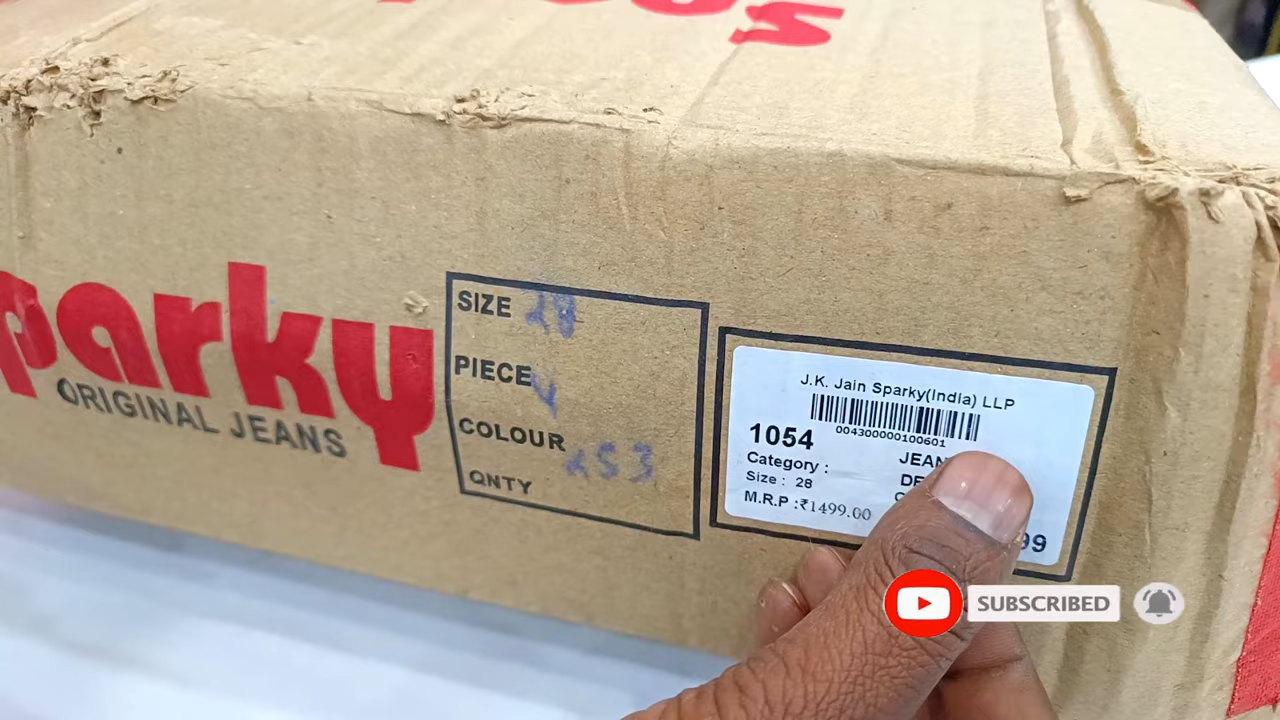 parky
ORIGINAL JEANS
SIZE 28
PIECE 4
COLOUR
QNTY
J.K. Jain Sparky(India) LLP
004300000100601
1054
Category :
Size : 28
M.R.P :₹1499.00
SUBSCRIBED